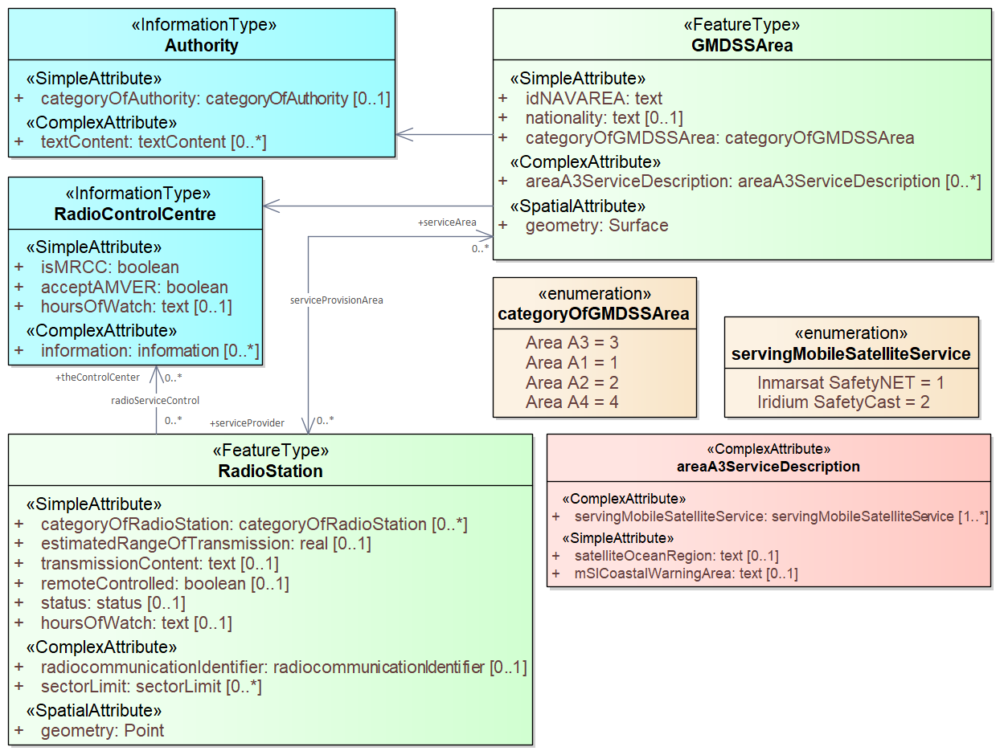 «InformationType»
Authority
«SimpleAttribute»
+ categoryOfAuthority: categoryOfAuthority [0..1]
«ComplexAttribute»
+ textContent: textContent [0..*]
«FeatureType»
GMDSSArea
«SimpleAttribute»
+ idNAVAREA: text
+ nationality: text [0..1]
+ categoryOfGMDSSArea: categoryOfGMDSSArea
«ComplexAttribute»
+ areaA3ServiceDescription: areaA3ServiceDescription [0..*]
«SpatialAttribute»
+ geometry: Surface
«InformationType»
RadioControlCentre
«SimpleAttribute»
+ isMRCC: boolean
+ acceptAMVER: boolean
+ hoursOfWatch: text [0..1]
«ComplexAttribute»
+ information: information [0..*]
+serviceArea
0..*
serviceProvisionArea
+serviceProvider
0..*
+theControlCenter
0..*
radioServiceControl
0..*
«enumeration»
categoryOfGMDSSArea
Area A3 = 3
Area A1 = 1
Area A2 = 2
Area A4 = 4
«enumeration»
servingMobileSatelliteService
Inmarsat SafetyNET = 1
Iridium SafetyCast = 2
«FeatureType»
RadioStation
«SimpleAttribute»
+ categoryOfRadioStation: categoryOfRadioStation [0..*]
+ estimatedRangeOfTransmission: real [0..1]
+ transmissionContent: text [0..1]
+ remoteControlled: boolean [0..1]
+ status: status [0..1]
+ hoursOfWatch: text [0..1]
«ComplexAttribute»
+ radiocommunicationIdentifier: radiocommunicationIdentifier [0..1]
+ sectorLimit: sectorLimit [0..*]
«SpatialAttribute»
+ geometry: Point
«ComplexAttribute»
areaA3ServiceDescription
«ComplexAttribute»
+ servingMobileSatelliteService: servingMobileSatelliteService [1..*]
«SimpleAttribute»
+ satelliteOceanRegion: text [0..1]
+ mSICoastalWarningArea: text [0..1]